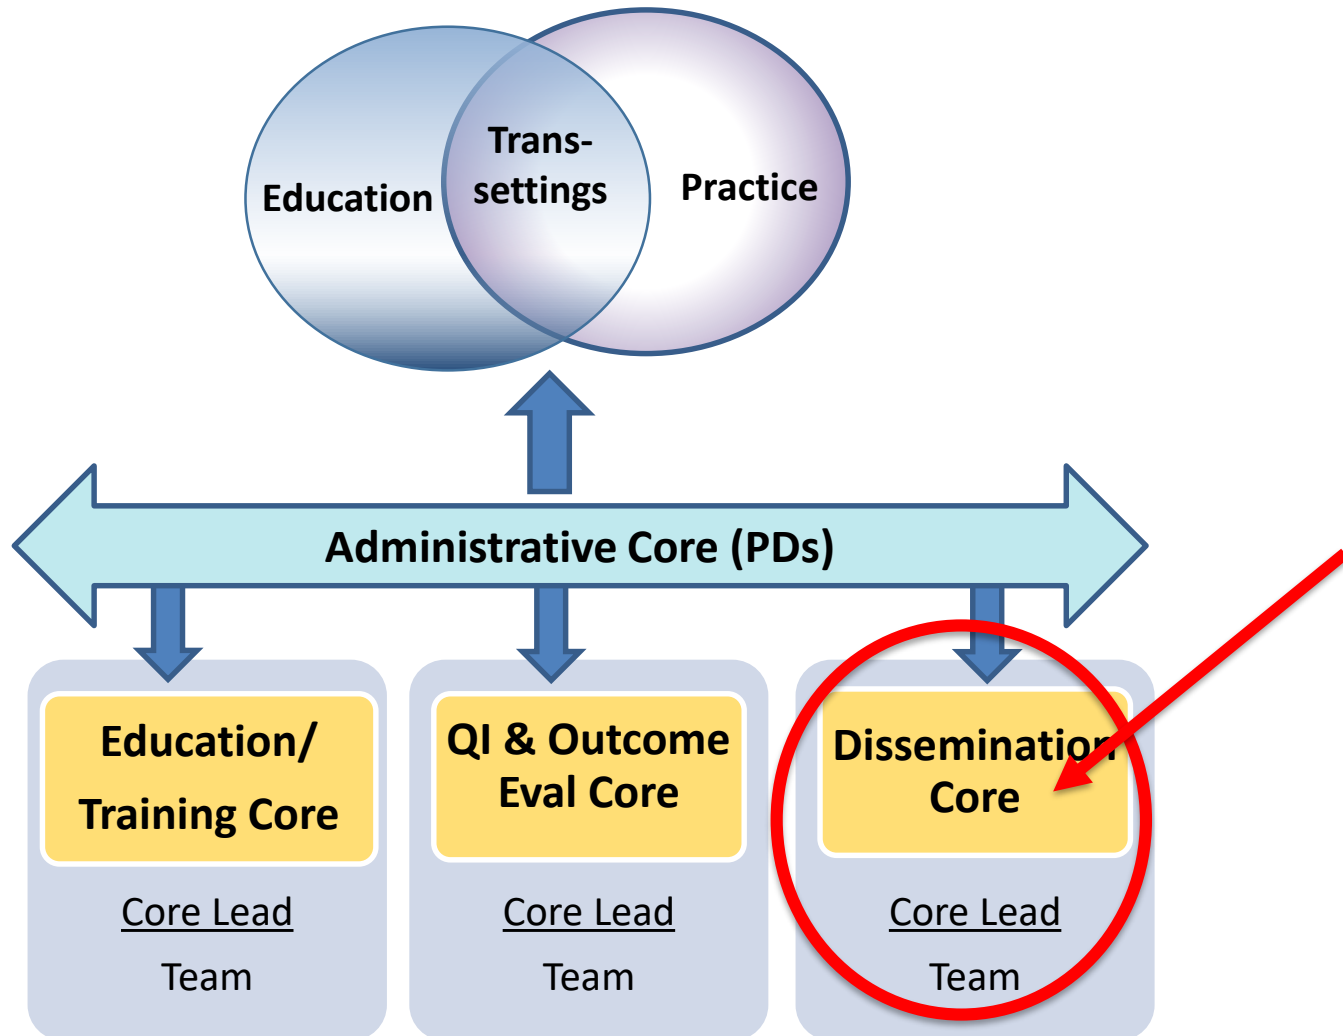 Education
Trans-
settings
Practice
Administrative Core (PDs)
Education/
Training Core
Core Lead
Team
QI & Outcome
Eval Core
Core Lead
Team
Dissemination
Core
Core Lead
Team